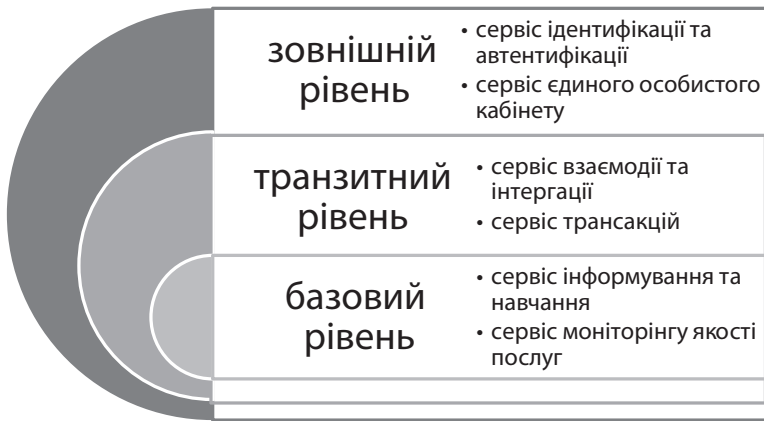 зовнішній
рівень
• сервіс ідентифікації та
автентифікації
• сервіс єдиного особистого
кабінету
транзитний
рівень
• сервіс взаємодії та
інтергації
• сервіс трансакцій
базовий
рівень
• сервіс інформування та
навчання
• сервіс моніторінгу якості
послуг